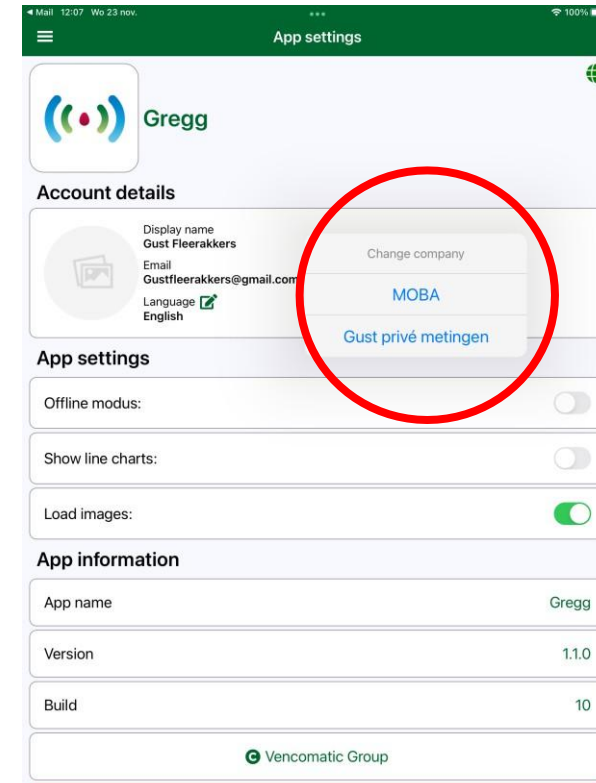 Mail 12:07 Wo 23 nov. 100%
App settings
Gregg
Account details
Display name
Gust Fleerakkers
Email
Gustfleerakkers@gmail.com
Language
English
Change company
MOBA
Gust privé metingen
App settings
Offline modus:
Show line charts:
Load images:
App information
App name Gregg
Version 1.1.0
Build 10
Vencomatic Group